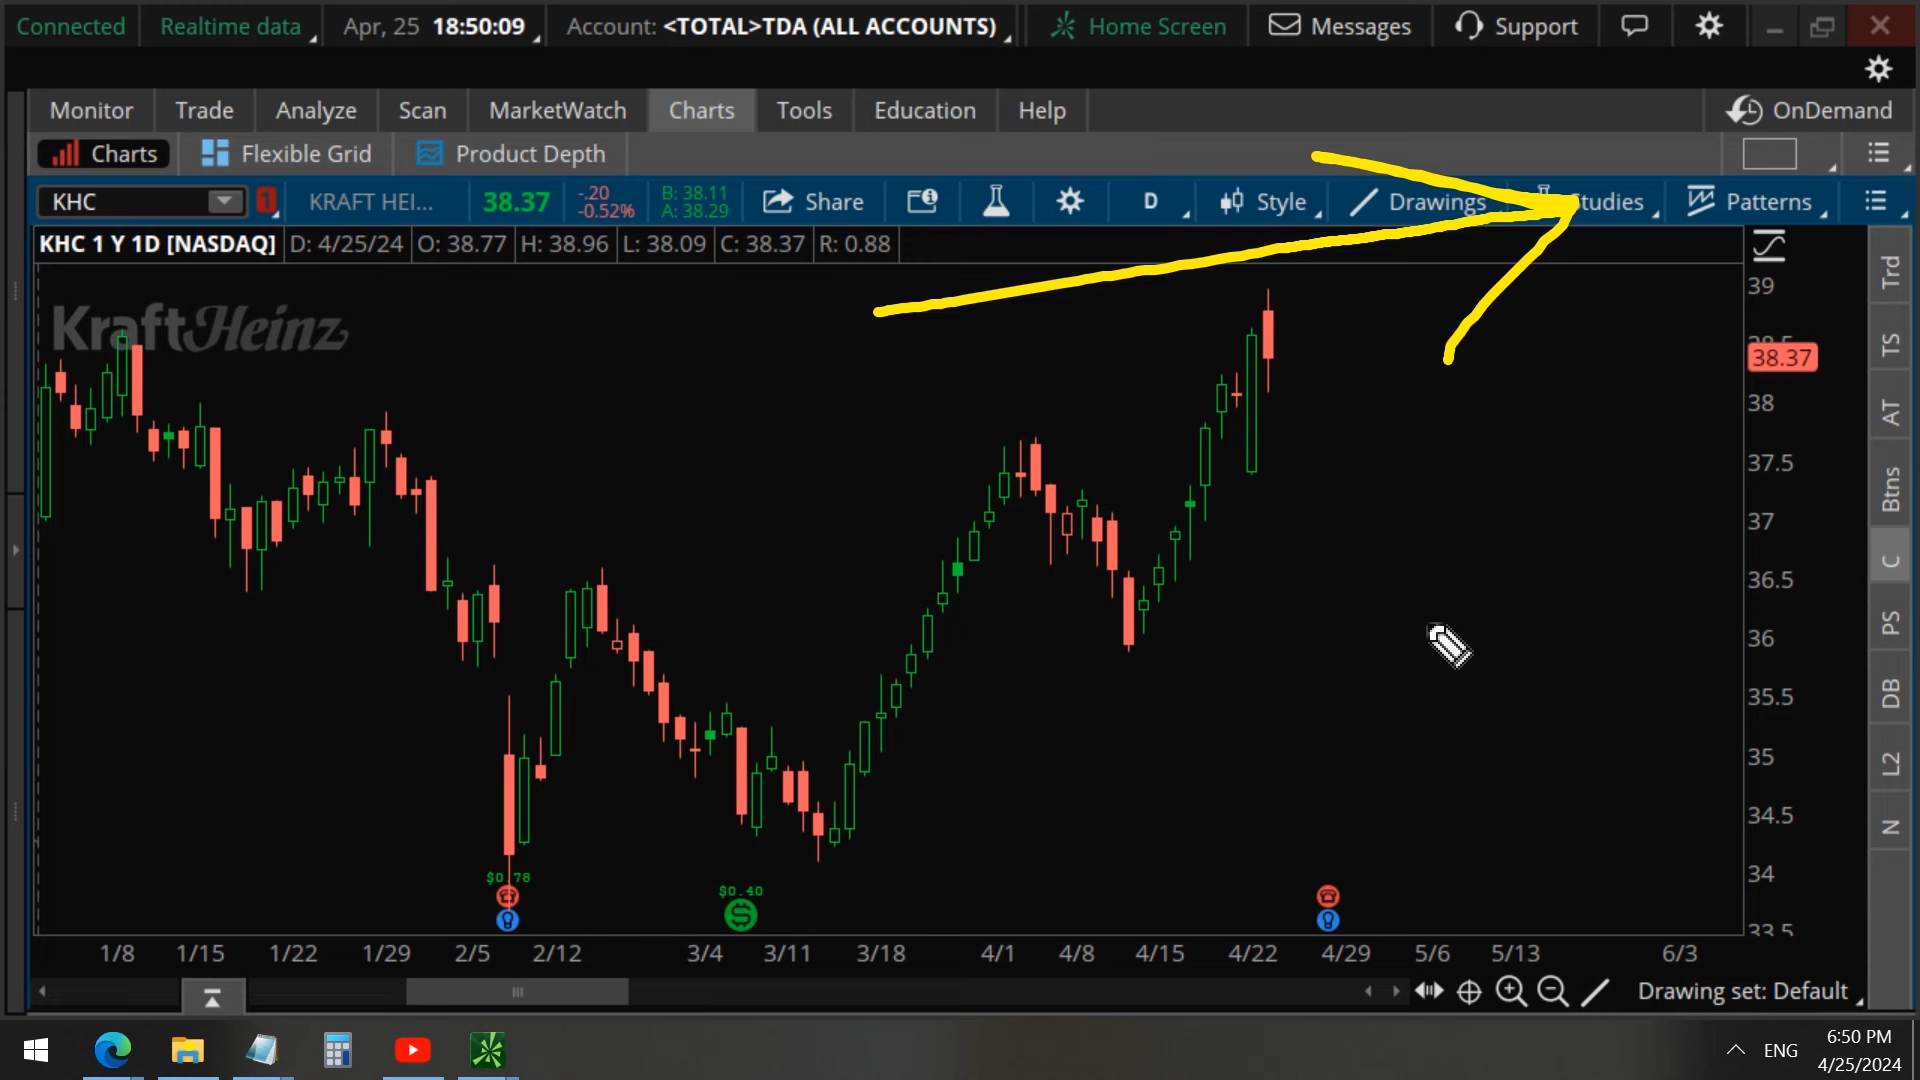 Connected Realtime data Apr, 25 18:50:09 Account: <TOTAL>TDA (ALL ACCOUNTS) Home Screen Messages Support
Monitor Trade Analyze Scan MarketWatch Charts Tools Education Help OnDemand
Charts Flexible Grid Product Depth
KHC 1 KRAFT HEI... 38.37 -.20 -0.52% B: 38.11 A: 38.29 Share D Style Drawings Studies Patterns
KHC 1 Y 1D [NASDAQ] D: 4/25/24 O: 38.77 H: 38.96 L: 38.09 C: 38.37 R: 0.88
KraftHeinz
39
38.5
38.37
38
37.5
37
36.5
36
35.5
35
34.5
34
33.5
Trd
TS
AT
Btns
C
PS
DB
L2
N
$0.78
$0.40
1/8 1/15 1/22 1/29 2/5 2/12 3/4 3/11 3/18 4/1 4/8 4/15 4/22 4/29 5/6 5/13 6/3
Drawing set: Default
ENG
6:50 PM
4/25/2024